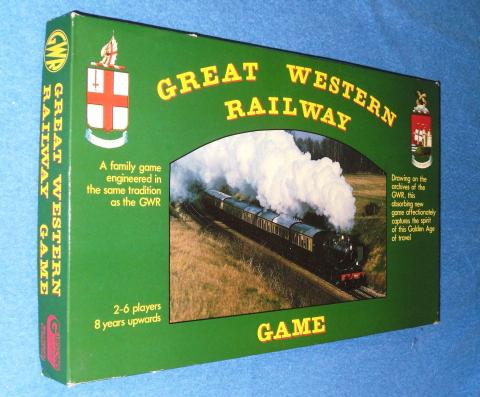 GWR
GREAT WESTERN
RAILWAY GAME
GREAT WESTERN
RAILWAY
A family game
engineered in
the same tradition
as the GWR
Drawing on the
archives of the
GWR, this
absorbing new
game affectionately
captures the spirit
of this Golden Age
of travel
2-6 players
8 years upwards
GAME